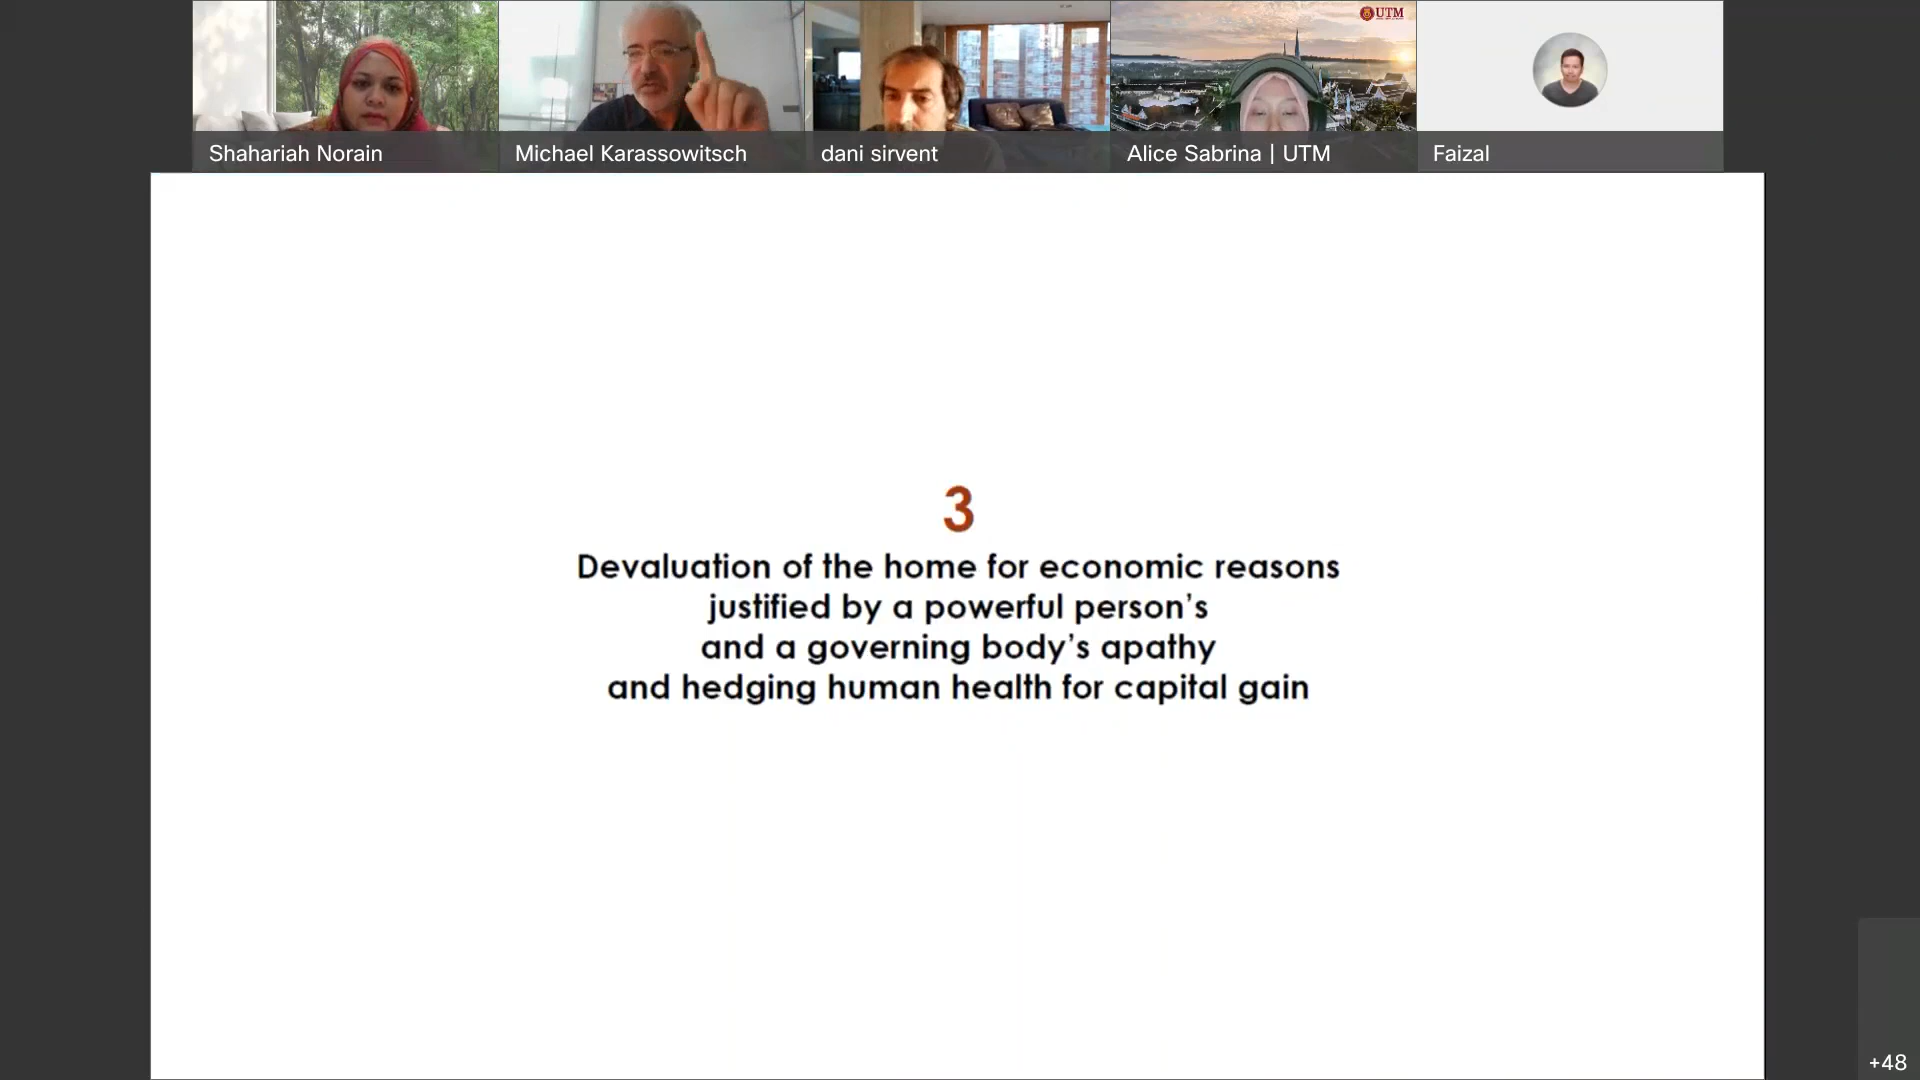 UTM
Shahariah Norain
Michael Karassowitsch
dani sirvent
Alice Sabrina | UTM
Faizal
3
Devaluation of the home for economic reasons
justified by a powerful person's
and a governing body's apathy
and hedging human health for capital gain
+48